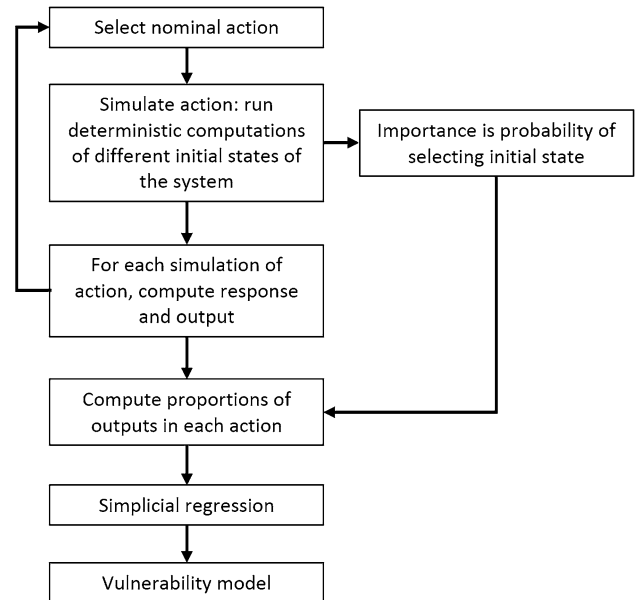 Select nominal action
Simulate action: run
deterministic computations
of different initial states of
the system
Importance is probability of
selecting initial state
For each simulation of
action, compute response
and output
Compute proportions of
outputs in each action
Simplicial regression
Vulnerability model